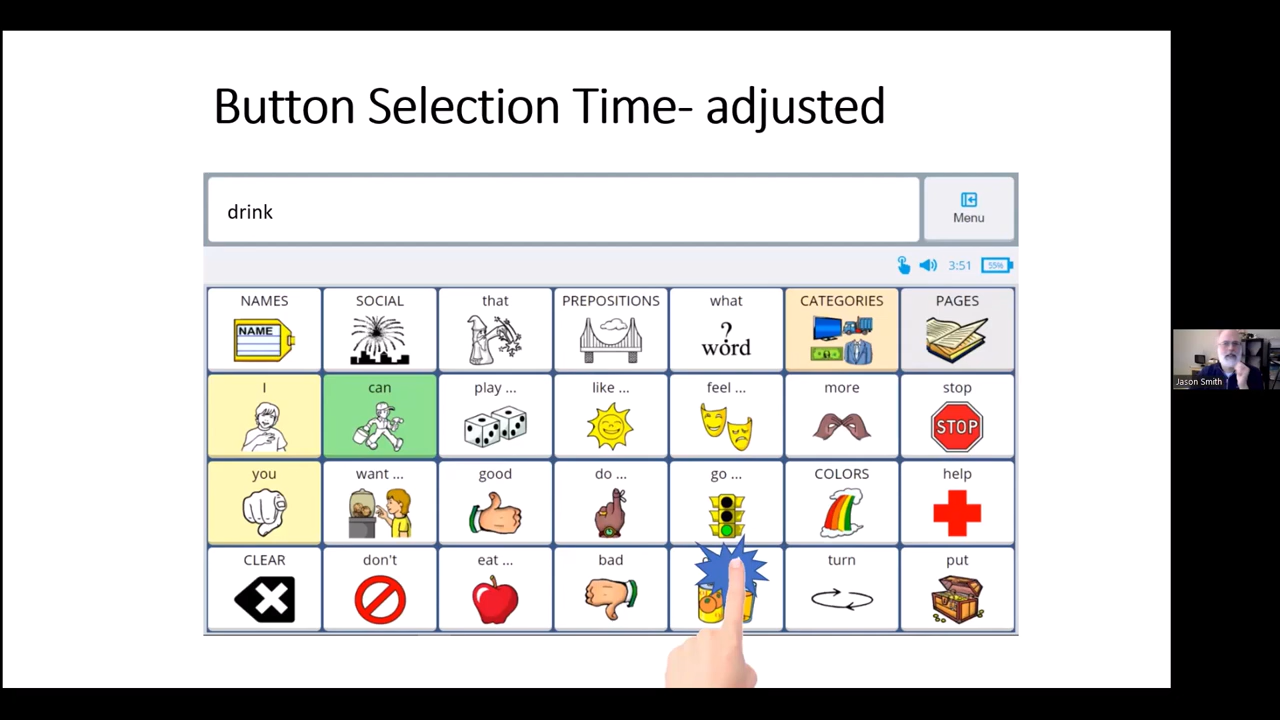 Button Selection Time- adjusted
drink
Menu
3:51
55%
NAMES SOCIAL that PREPOSITIONS what CATEGORIES PAGES
NAME
?
word
I can play ... like ... feel ... more stop
STOP
you want ... good do ... go ... COLORS help
CLEAR don't eat ... bad turn put
Jason Smith